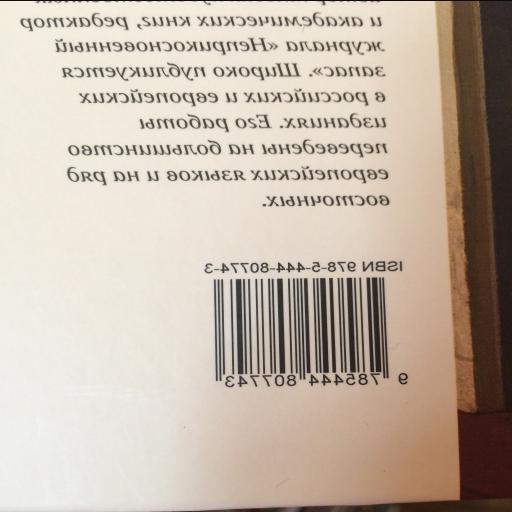 и академических книг, редактор
журнала «Неприкосновенный
запас». Широко публикуется
в российских и европейских
изданиях. Его работы
переведены на большинство
европейских языков и на ряд
восточных.
ISBN 978-5-444-80774-3
9 785444 807743